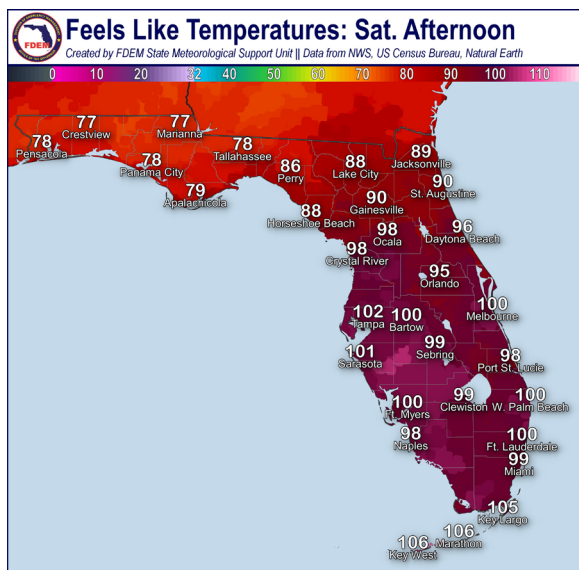 Feels Like Temperatures: Sat. Afternoon
Created by FDEM State Meteorological Support Unit || Data from NWS, US Census Bureau, Natural Earth
FDEM
0 10 20 32 40 50 60 70 80 90 100 110
77
Crestview
77
Marianna
78
Pensacola
78
Tallahassee
78
Panama City
86
Perry
88
Lake City
89
Jacksonville
79
Apalachicola
90
St. Augustine
90
Gainesville
88
Horseshoe Beach
96
Daytona Beach
98
Ocala
98
Crystal River
95
Orlando
100
Melbourne
102
Tampa
100
Bartow
101
Sarasota
99
Sebring
98
Port St. Lucie
100
Ft. Myers
99
Clewiston
100
W. Palm Beach
98
Naples
100
Ft. Lauderdale
99
Miami
105
Key Largo
106
Marathon
106
Key West